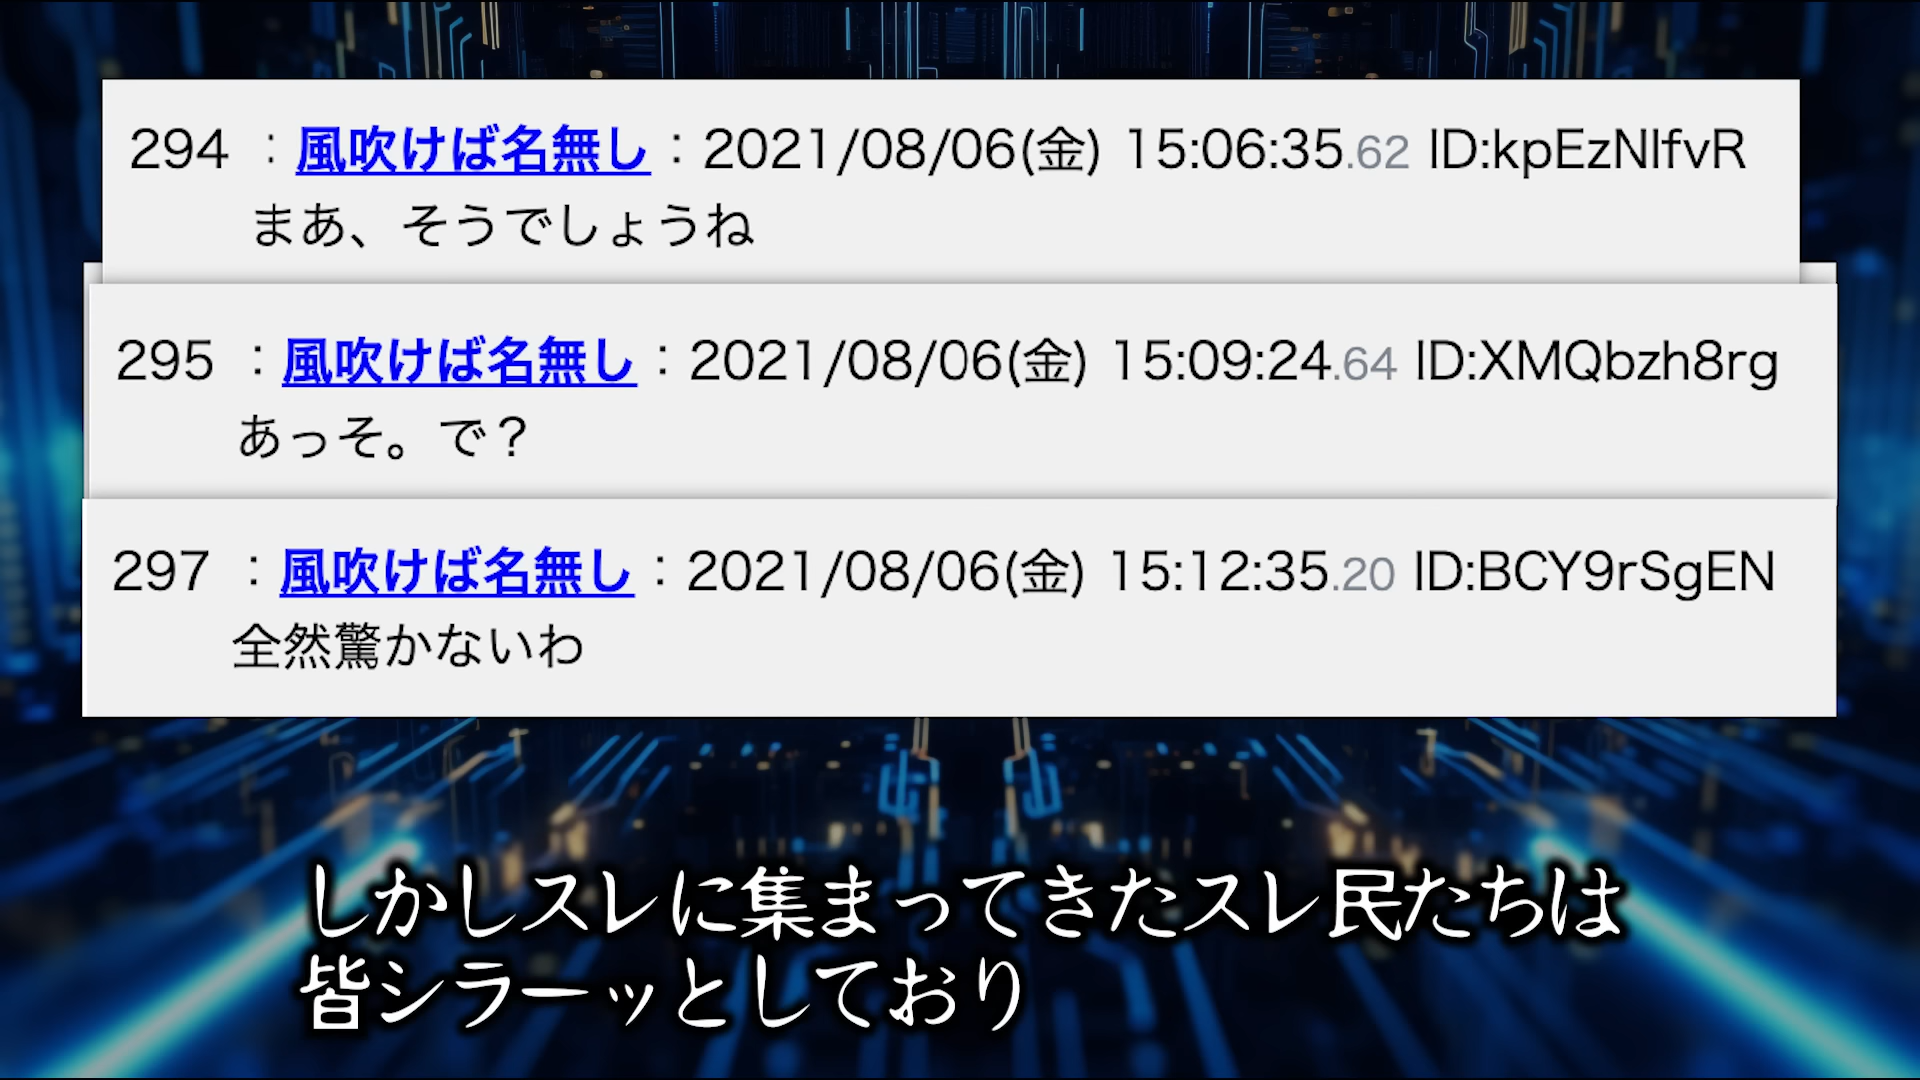 294 ：風吹けば名無し：2021/08/06(金) 15:06:35.62 ID:kpEzNlfvR
まあ、そうでしょうね
295 ：風吹けば名無し：2021/08/06(金) 15:09:24.64 ID:XMQbzh8rg
あっそ。で？
297 ：風吹けば名無し：2021/08/06(金) 15:12:35.20 ID:BCY9rSgEN
全然驚かないわ
しかしスレに集まってきたスレ民たちは
皆シラーッとしており